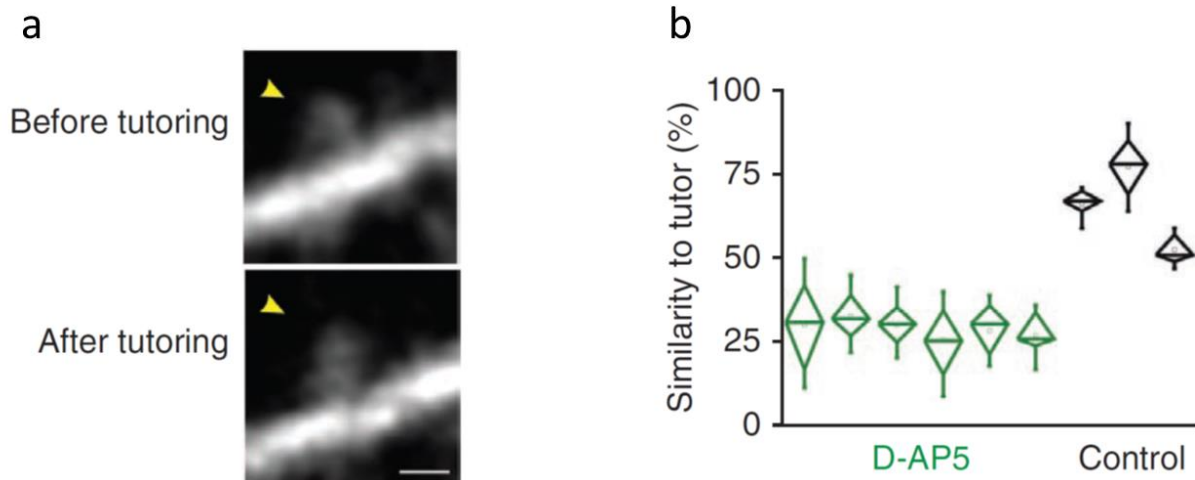 a
Before tutoring
After tutoring
b
Similarity to tutor (%)
100
75
50
25
0
D-AP5
Control